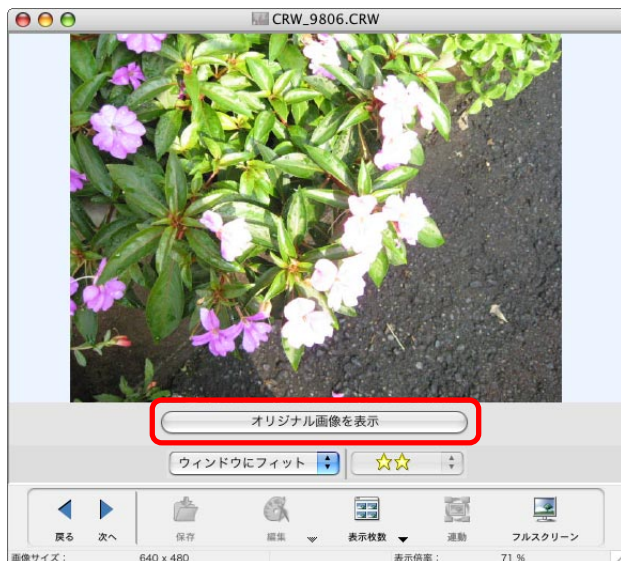 CRW_9806.CRW
オリジナル画像を表示
ウィンドウにフィット
戻る 次へ 保存 編集 表示枚数 連動 フルスクリーン
画像サイズ： 640 x 480 表示倍率： 71 %